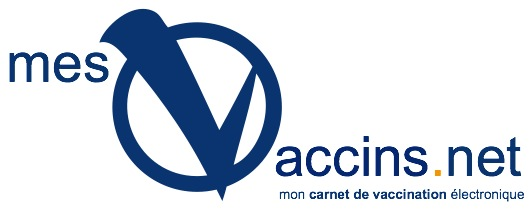 mes
Vaccins.net
mon carnet de vaccination électronique